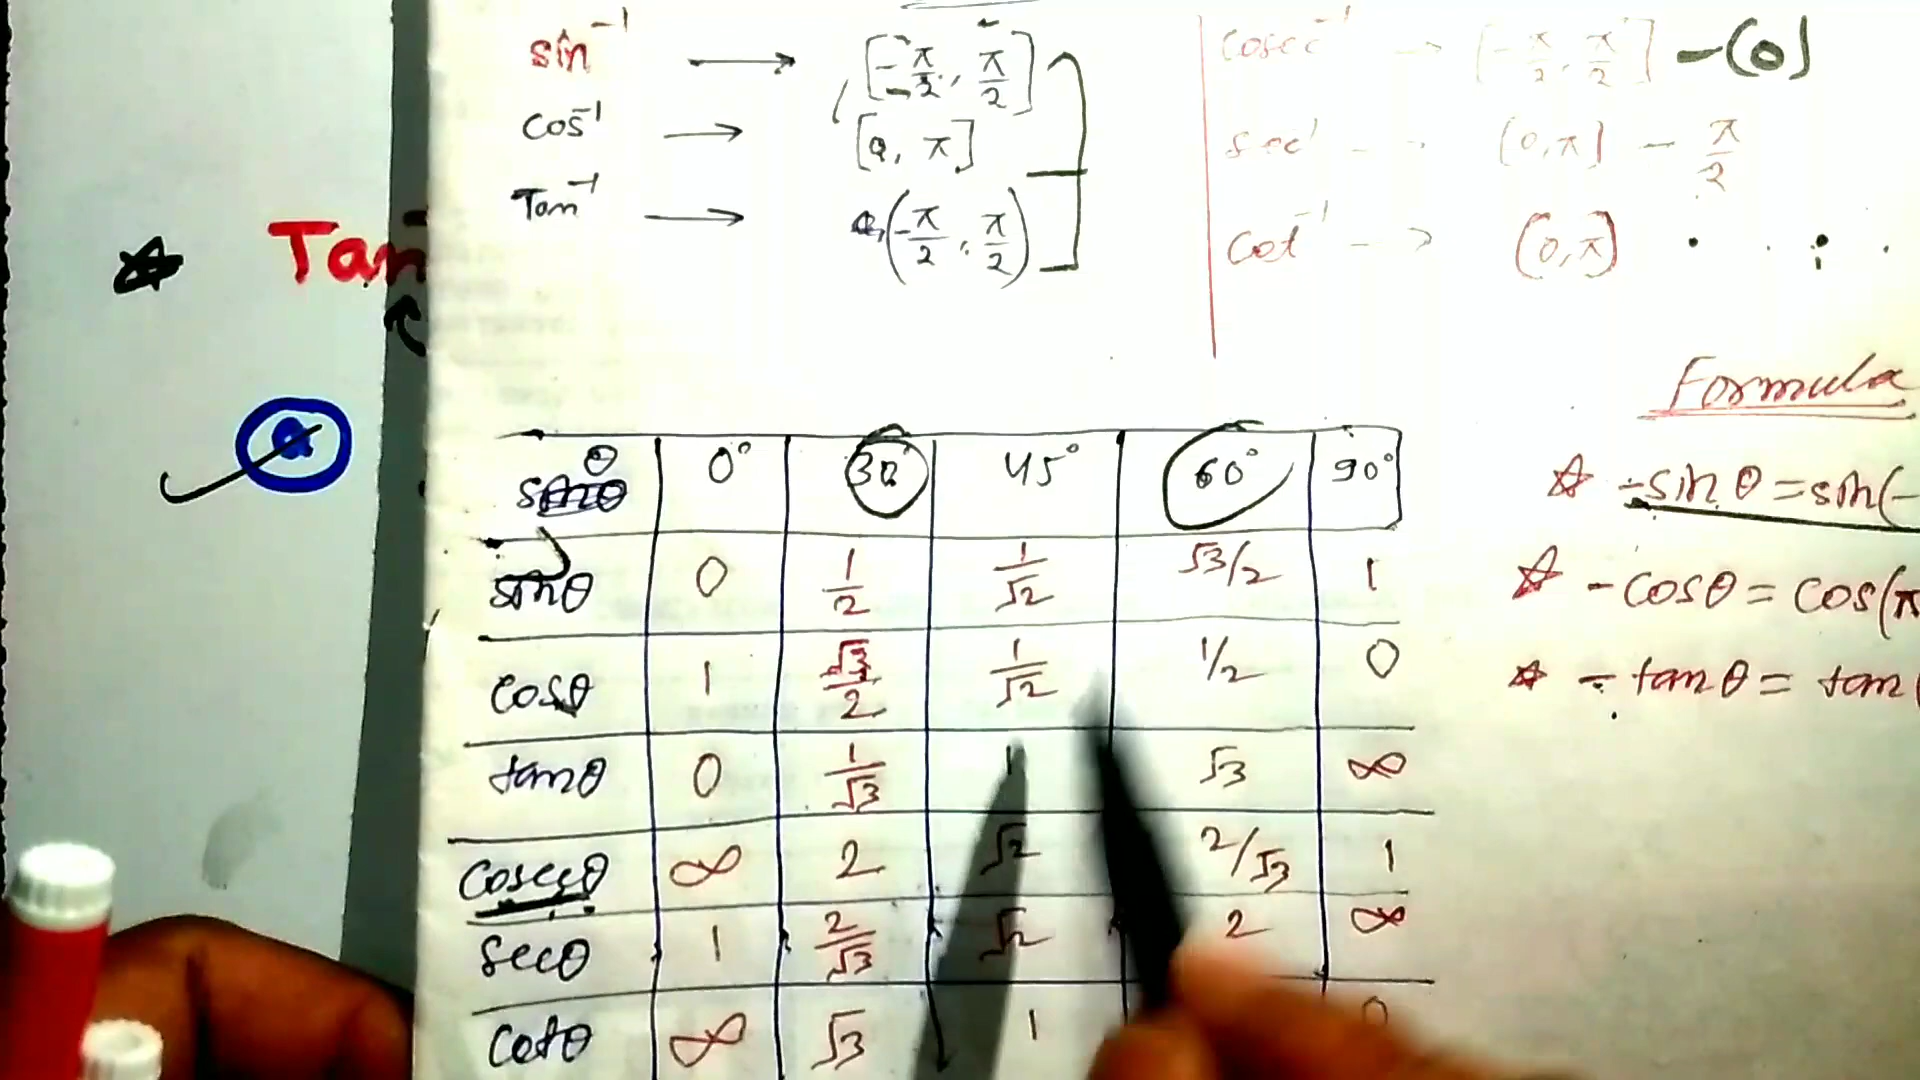 sin⁻¹ → [-π/2, π/2]
cos⁻¹ → [0, π]
Tan⁻¹ → (-π/2, π/2)
cosec⁻¹ → [-π/2, π/2] - (0)
sec⁻¹ → [0, π] - π/2
cot⁻¹ → (0, π)
Tan
Formula
-sin θ = sin(-
-cosθ = cos(π
-tanθ = tan(
θ 0° 30° 45° 60° 90°
sinθ 0 1/2 1/√2 √3/2 1
cosθ 1 √3/2 1/√2 1/2 0
tanθ 0 1/√3 1 √3 ∞
cosecθ ∞ 2 √2 2/√3 1
secθ 1 2/√3 √2 2 ∞
cotθ ∞ √3 1 0